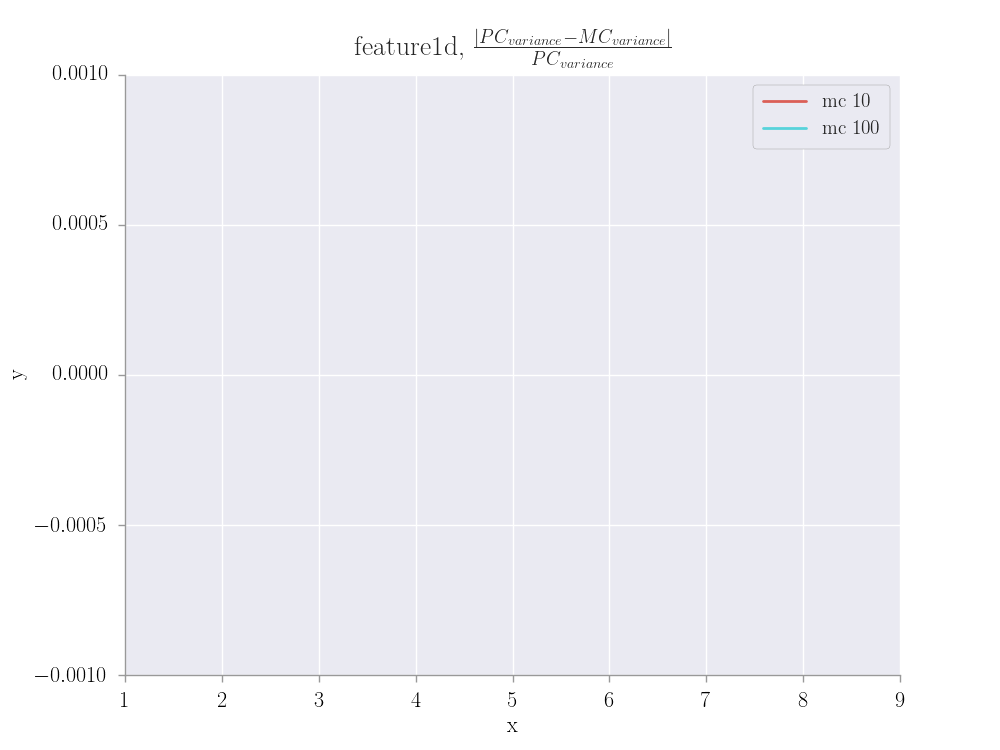 feature1d, |PC_variance−MC_variance| / PC_variance
mc 10
mc 100
0.0010
0.0005
0.0000
−0.0005
−0.0010
y
1 2 3 4 5 6 7 8 9
x